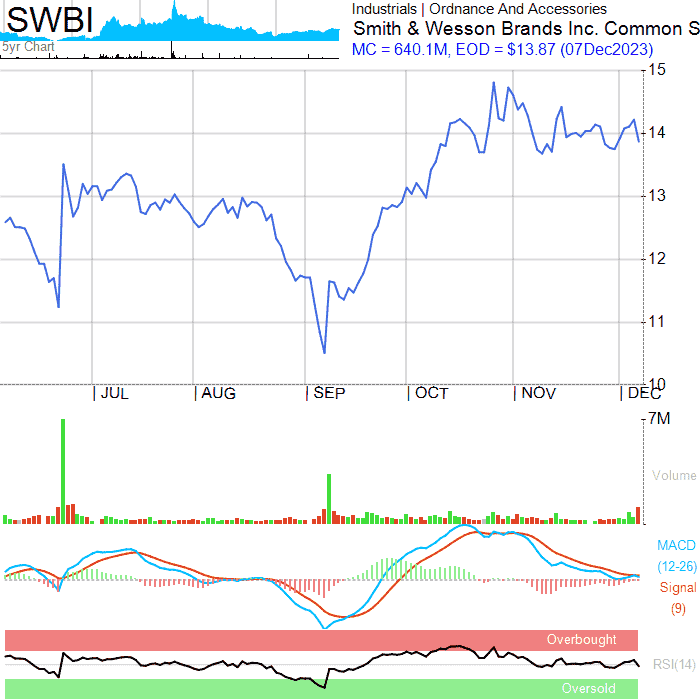 SWBI
5yr Chart
Industrials | Ordnance And Accessories
Smith & Wesson Brands Inc. Common S
MC = 640.1M, EOD = $13.87 (07Dec2023)
15
14
13
12
11
10
JUL AUG SEP OCT NOV DEC
7M
Volume
MACD
(12-26)
Signal
(9)
Overbought
RSI(14)
Oversold